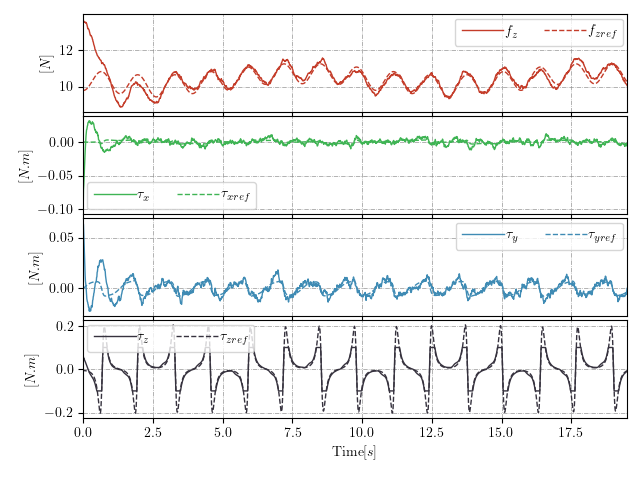 [N]
12
10
f_z f_zref
[N.m]
0.00
−0.05
−0.10
τ_x τ_xref
[N.m]
0.05
0.00
τ_y τ_yref
[N.m]
0.2
0.0
−0.2
τ_z τ_zref
0.0 2.5 5.0 7.5 10.0 12.5 15.0 17.5
Time[s]